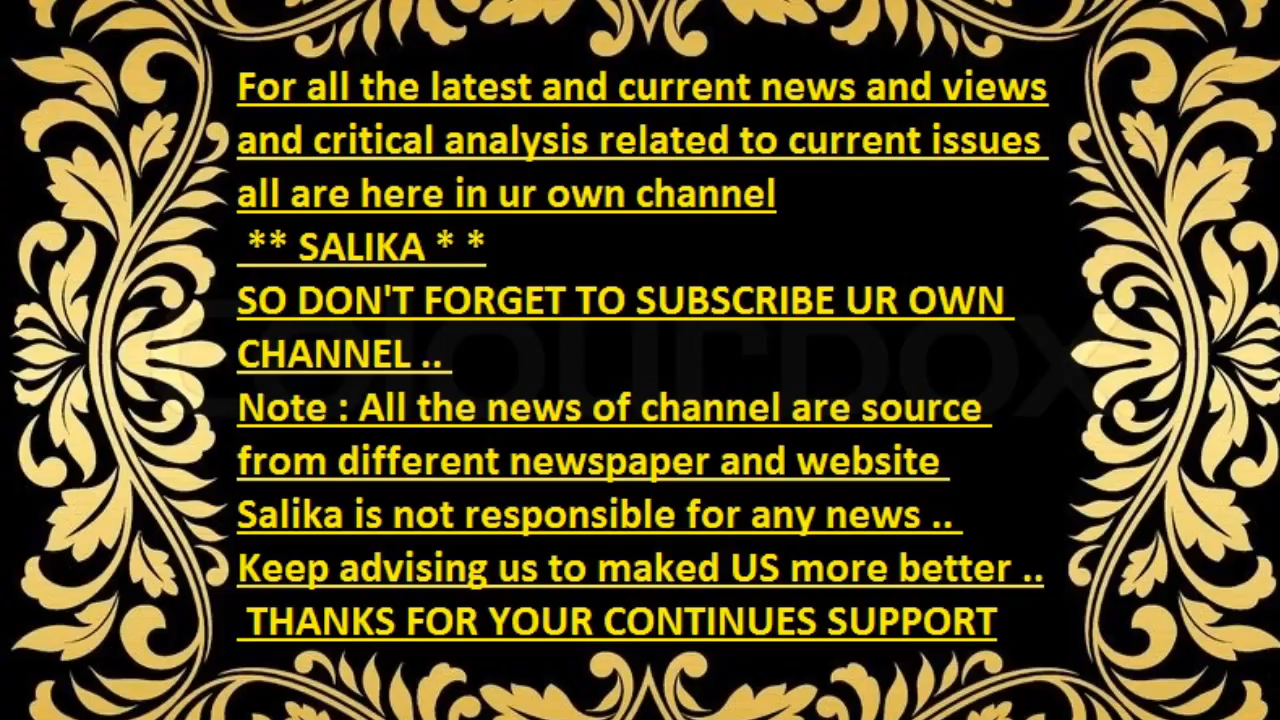 For all the latest and current news and views
and critical analysis related to current issues
all are here in ur own channel
** SALIKA * *
SO DON'T FORGET TO SUBSCRIBE UR OWN
CHANNEL ..
Note : All the news of channel are source
from different newspaper and website
Salika is not responsible for any news ..
Keep advising us to maked US more better ..
THANKS FOR YOUR CONTINUES SUPPORT
colourbox